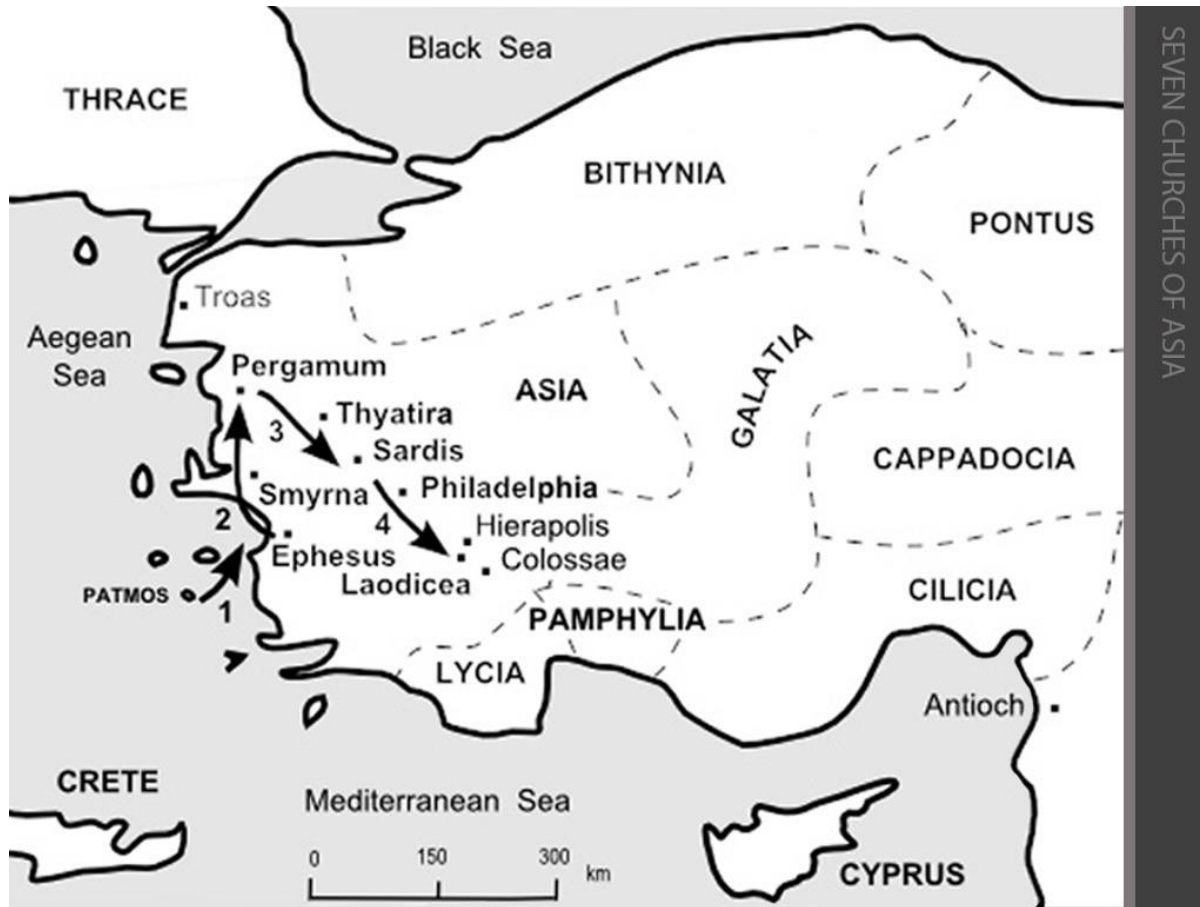 Black Sea
THRACE
BITHYNIA
PONTUS
Troas
Aegean
Sea
Pergamum
ASIA
GALATIA
Thyatira
3
Sardis
CAPPADOCIA
Smyrna
Philadelphia
2
4
Hierapolis
Ephesus
Colossae
Laodicea
PATMOS
1
CILICIA
PAMPHYLIA
LYCIA
Antioch
CRETE
Mediterranean Sea
0 150 300
km
CYPRUS
SEVEN CHURCHES OF ASIA